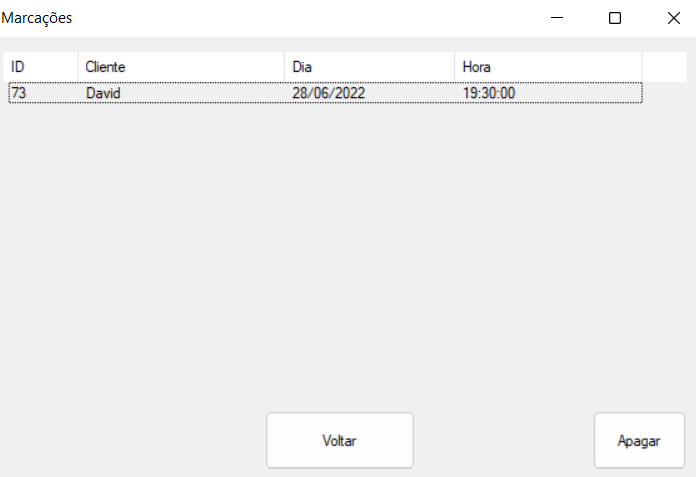 Marcações
ID Cliente Dia Hora
73 David 28/06/2022 19:30:00
Voltar Apagar